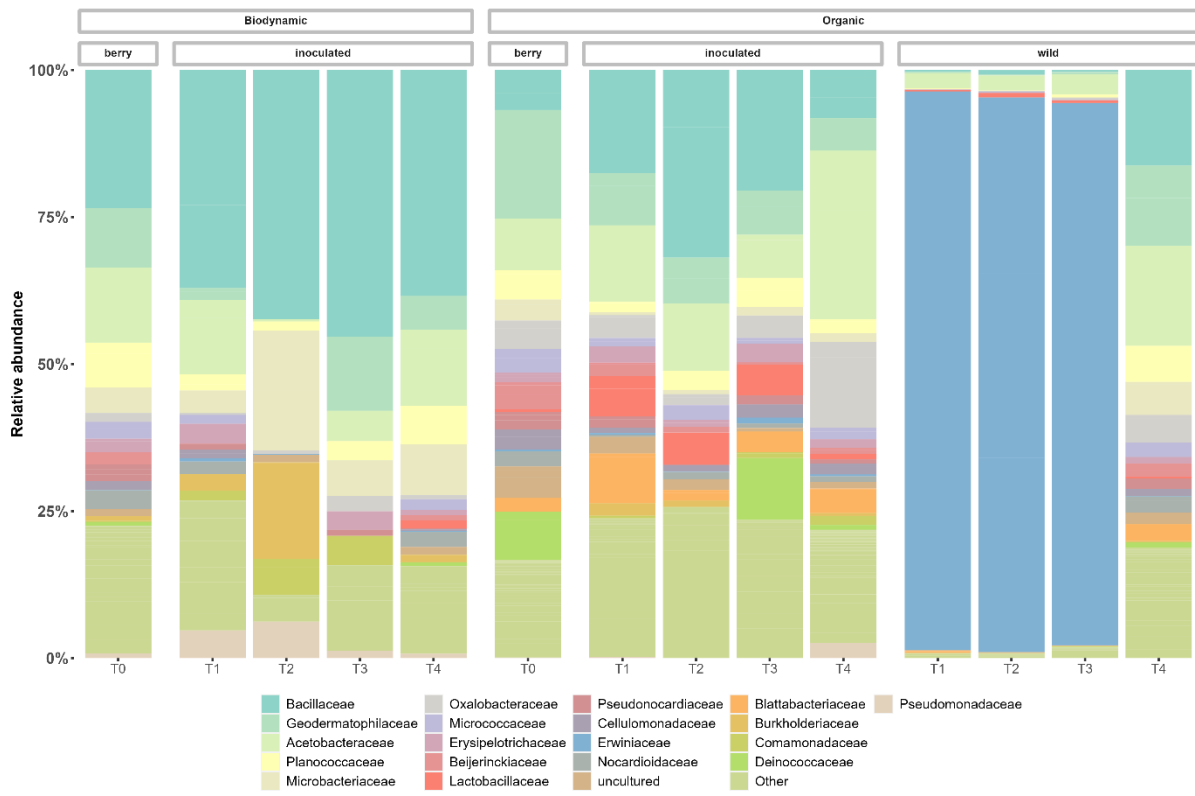 Biodynamic Organic
berry inoculated berry inoculated wild
100%
75%
50%
25%
0%
Relative abundance
T0 T1 T2 T3 T4 T0 T1 T2 T3 T4 T1 T2 T3 T4
Bacillaceae Oxalobacteraceae Pseudonocardiaceae Blattabacteriaceae Pseudomonadaceae
Geodermatophilaceae Micrococcaceae Cellulomonadaceae Burkholderiaceae
Acetobacteraceae Erysipelotrichaceae Erwiniaceae Comamonadaceae
Planococcaceae Beijerinckiaceae Nocardioidaceae Deinococcaceae
Microbacteriaceae Lactobacillaceae uncultured Other